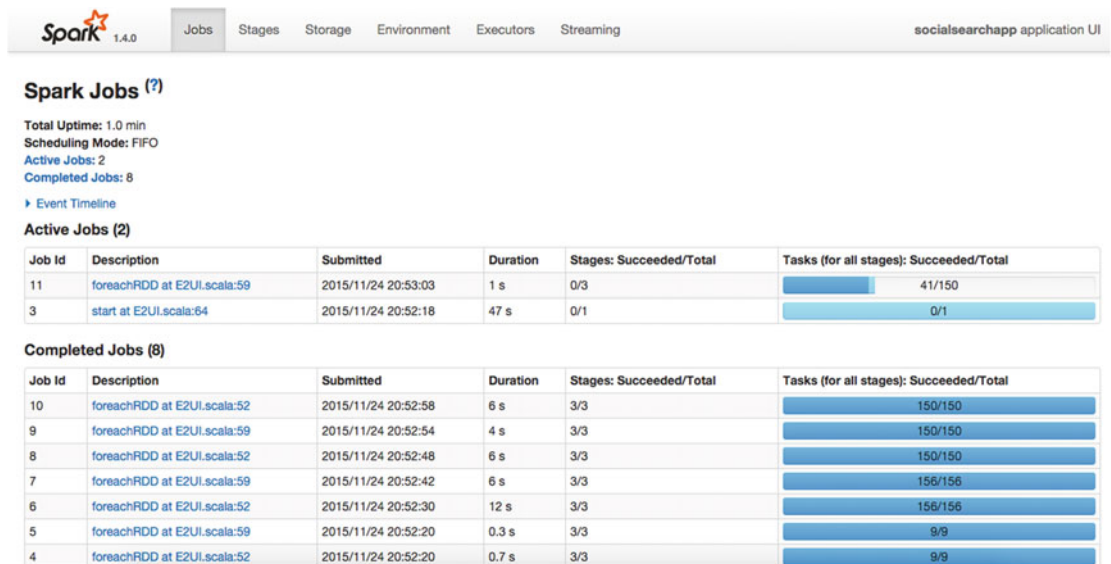 Spark 1.4.0 Jobs Stages Storage Environment Executors Streaming socialsearchapp application UI
Spark Jobs (?)
Total Uptime: 1.0 min
Scheduling Mode: FIFO
Active Jobs: 2
Completed Jobs: 8
Event Timeline
Active Jobs (2)
Job Id Description Submitted Duration Stages: Succeeded/Total Tasks (for all stages): Succeeded/Total
11 foreachRDD at E2UI.scala:59 2015/11/24 20:53:03 1 s 0/3 41/150
3 start at E2UI.scala:64 2015/11/24 20:52:18 47 s 0/1 0/1
Completed Jobs (8)
Job Id Description Submitted Duration Stages: Succeeded/Total Tasks (for all stages): Succeeded/Total
10 foreachRDD at E2UI.scala:52 2015/11/24 20:52:58 6 s 3/3 150/150
9 foreachRDD at E2UI.scala:59 2015/11/24 20:52:54 4 s 3/3 150/150
8 foreachRDD at E2UI.scala:52 2015/11/24 20:52:48 6 s 3/3 150/150
7 foreachRDD at E2UI.scala:59 2015/11/24 20:52:42 6 s 3/3 156/156
6 foreachRDD at E2UI.scala:52 2015/11/24 20:52:30 12 s 3/3 156/156
5 foreachRDD at E2UI.scala:59 2015/11/24 20:52:20 0.3 s 3/3 9/9
4 foreachRDD at E2UI.scala:52 2015/11/24 20:52:20 0.7 s 3/3 9/9